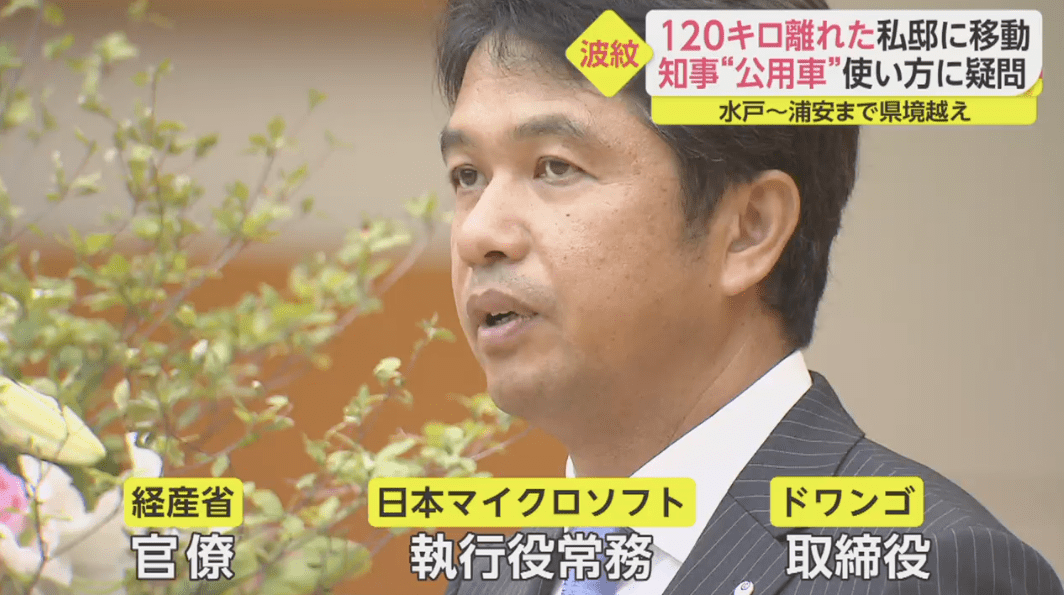 波紋
120キロ離れた私邸に移動
知事“公用車”使い方に疑問
水戸～浦安まで県境越え
経産省
官僚
日本マイクロソフト
執行役常務
ドワンゴ
取締役